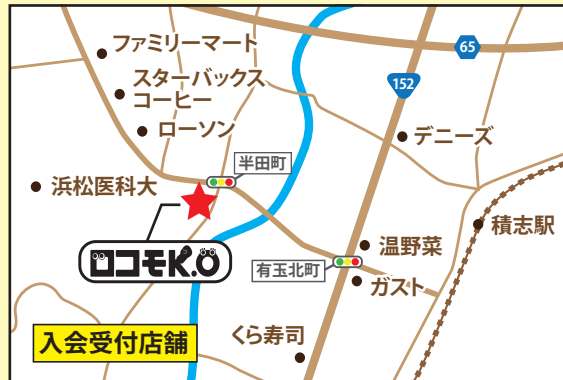 ファミリーマート
65
スターバックス
コーヒー
152
ローソン
デニーズ
半田町
浜松医科大
積志駅
ロコモK.O
温野菜
有玉北町
ガスト
入会受付店舗
くら寿司